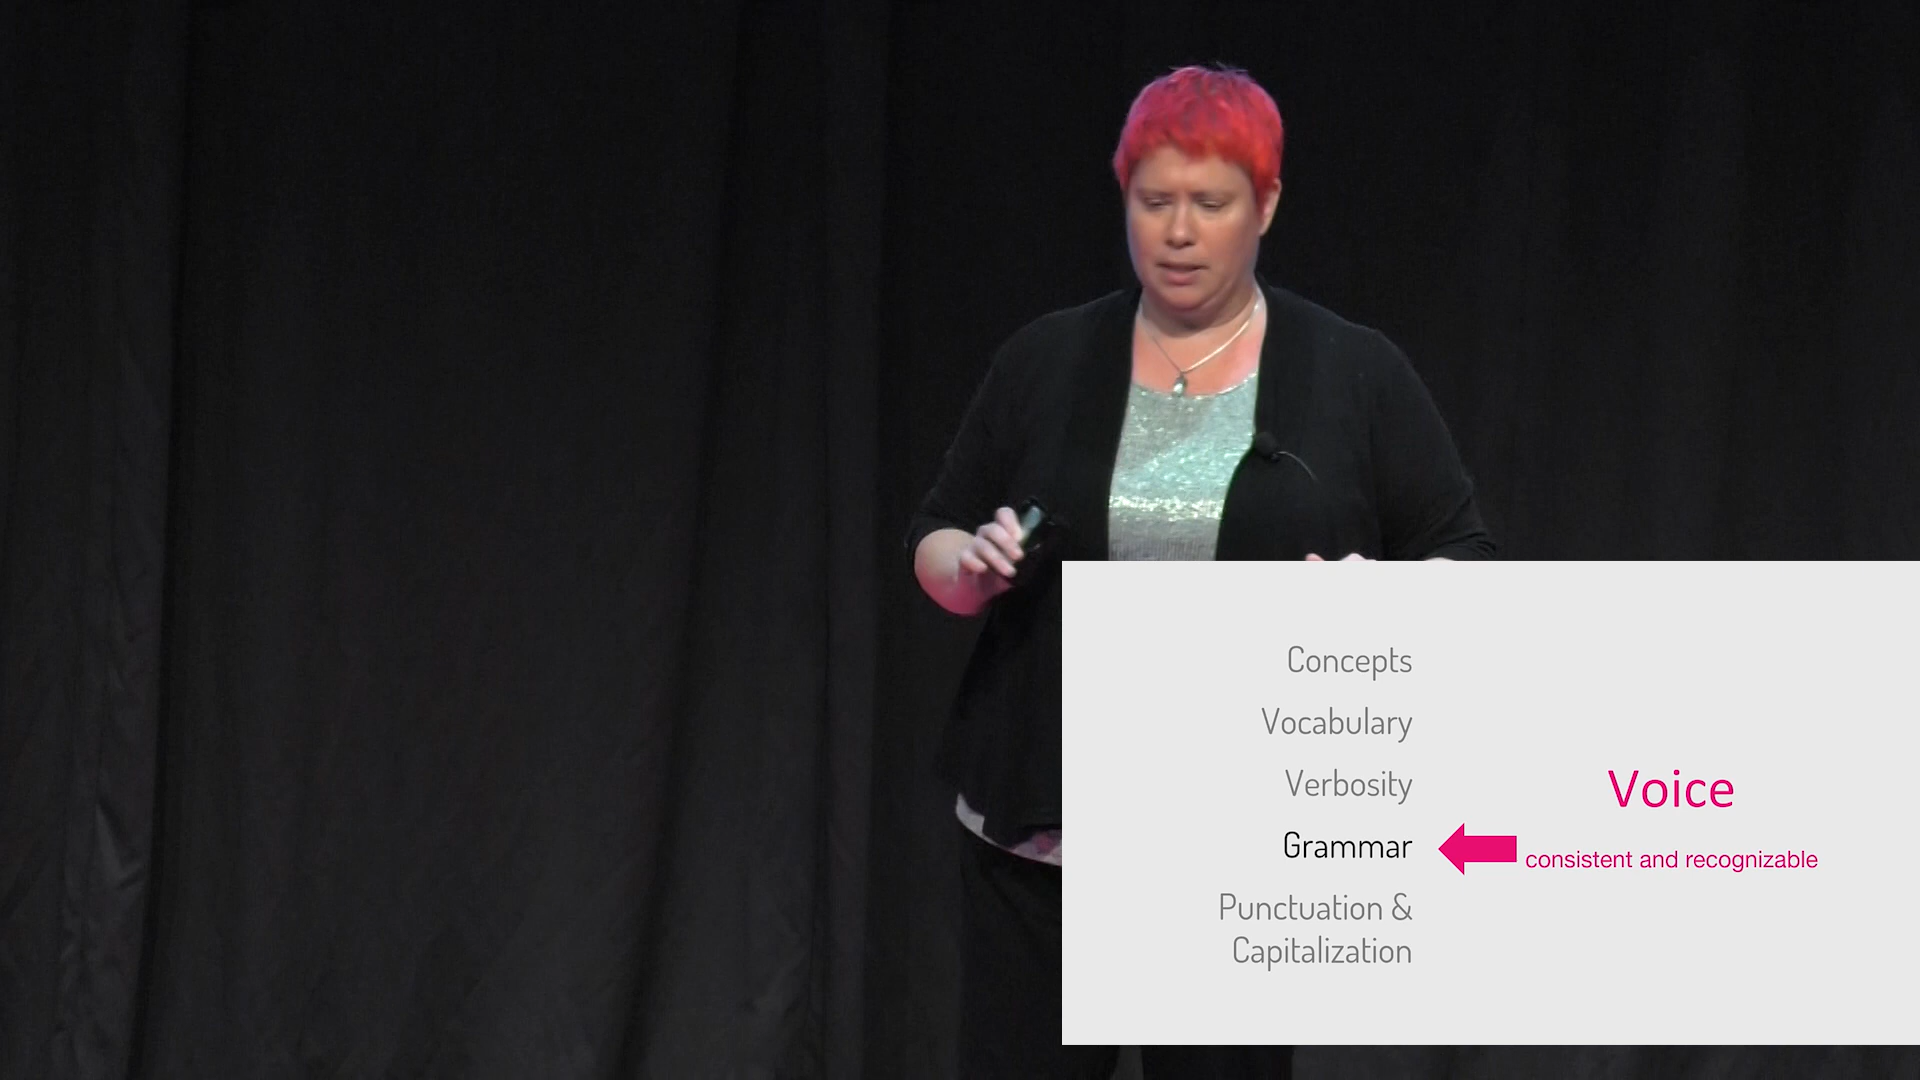 Concepts
Vocabulary
Verbosity
Grammar
Punctuation &
Capitalization
Voice
consistent and recognizable